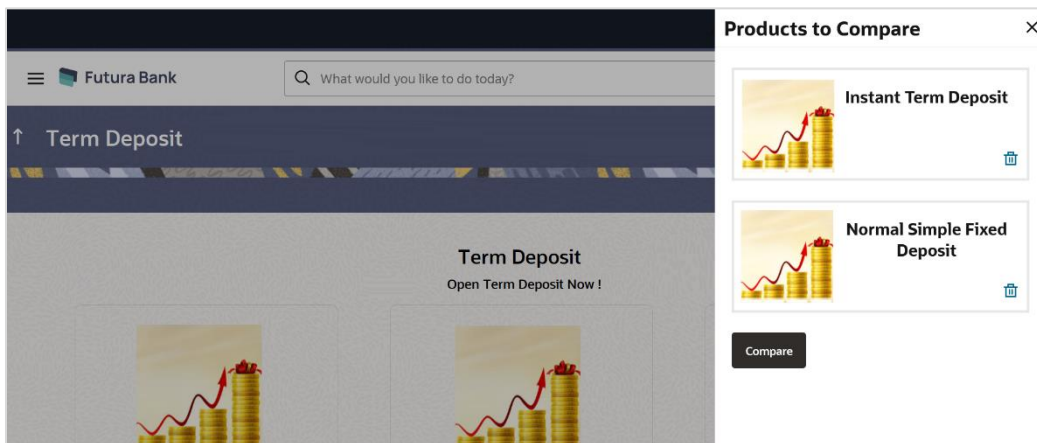 Products to Compare
Futura Bank
What would you like to do today?
Instant Term Deposit
Term Deposit
Normal Simple Fixed
Deposit
Term Deposit
Open Term Deposit Now !
Compare